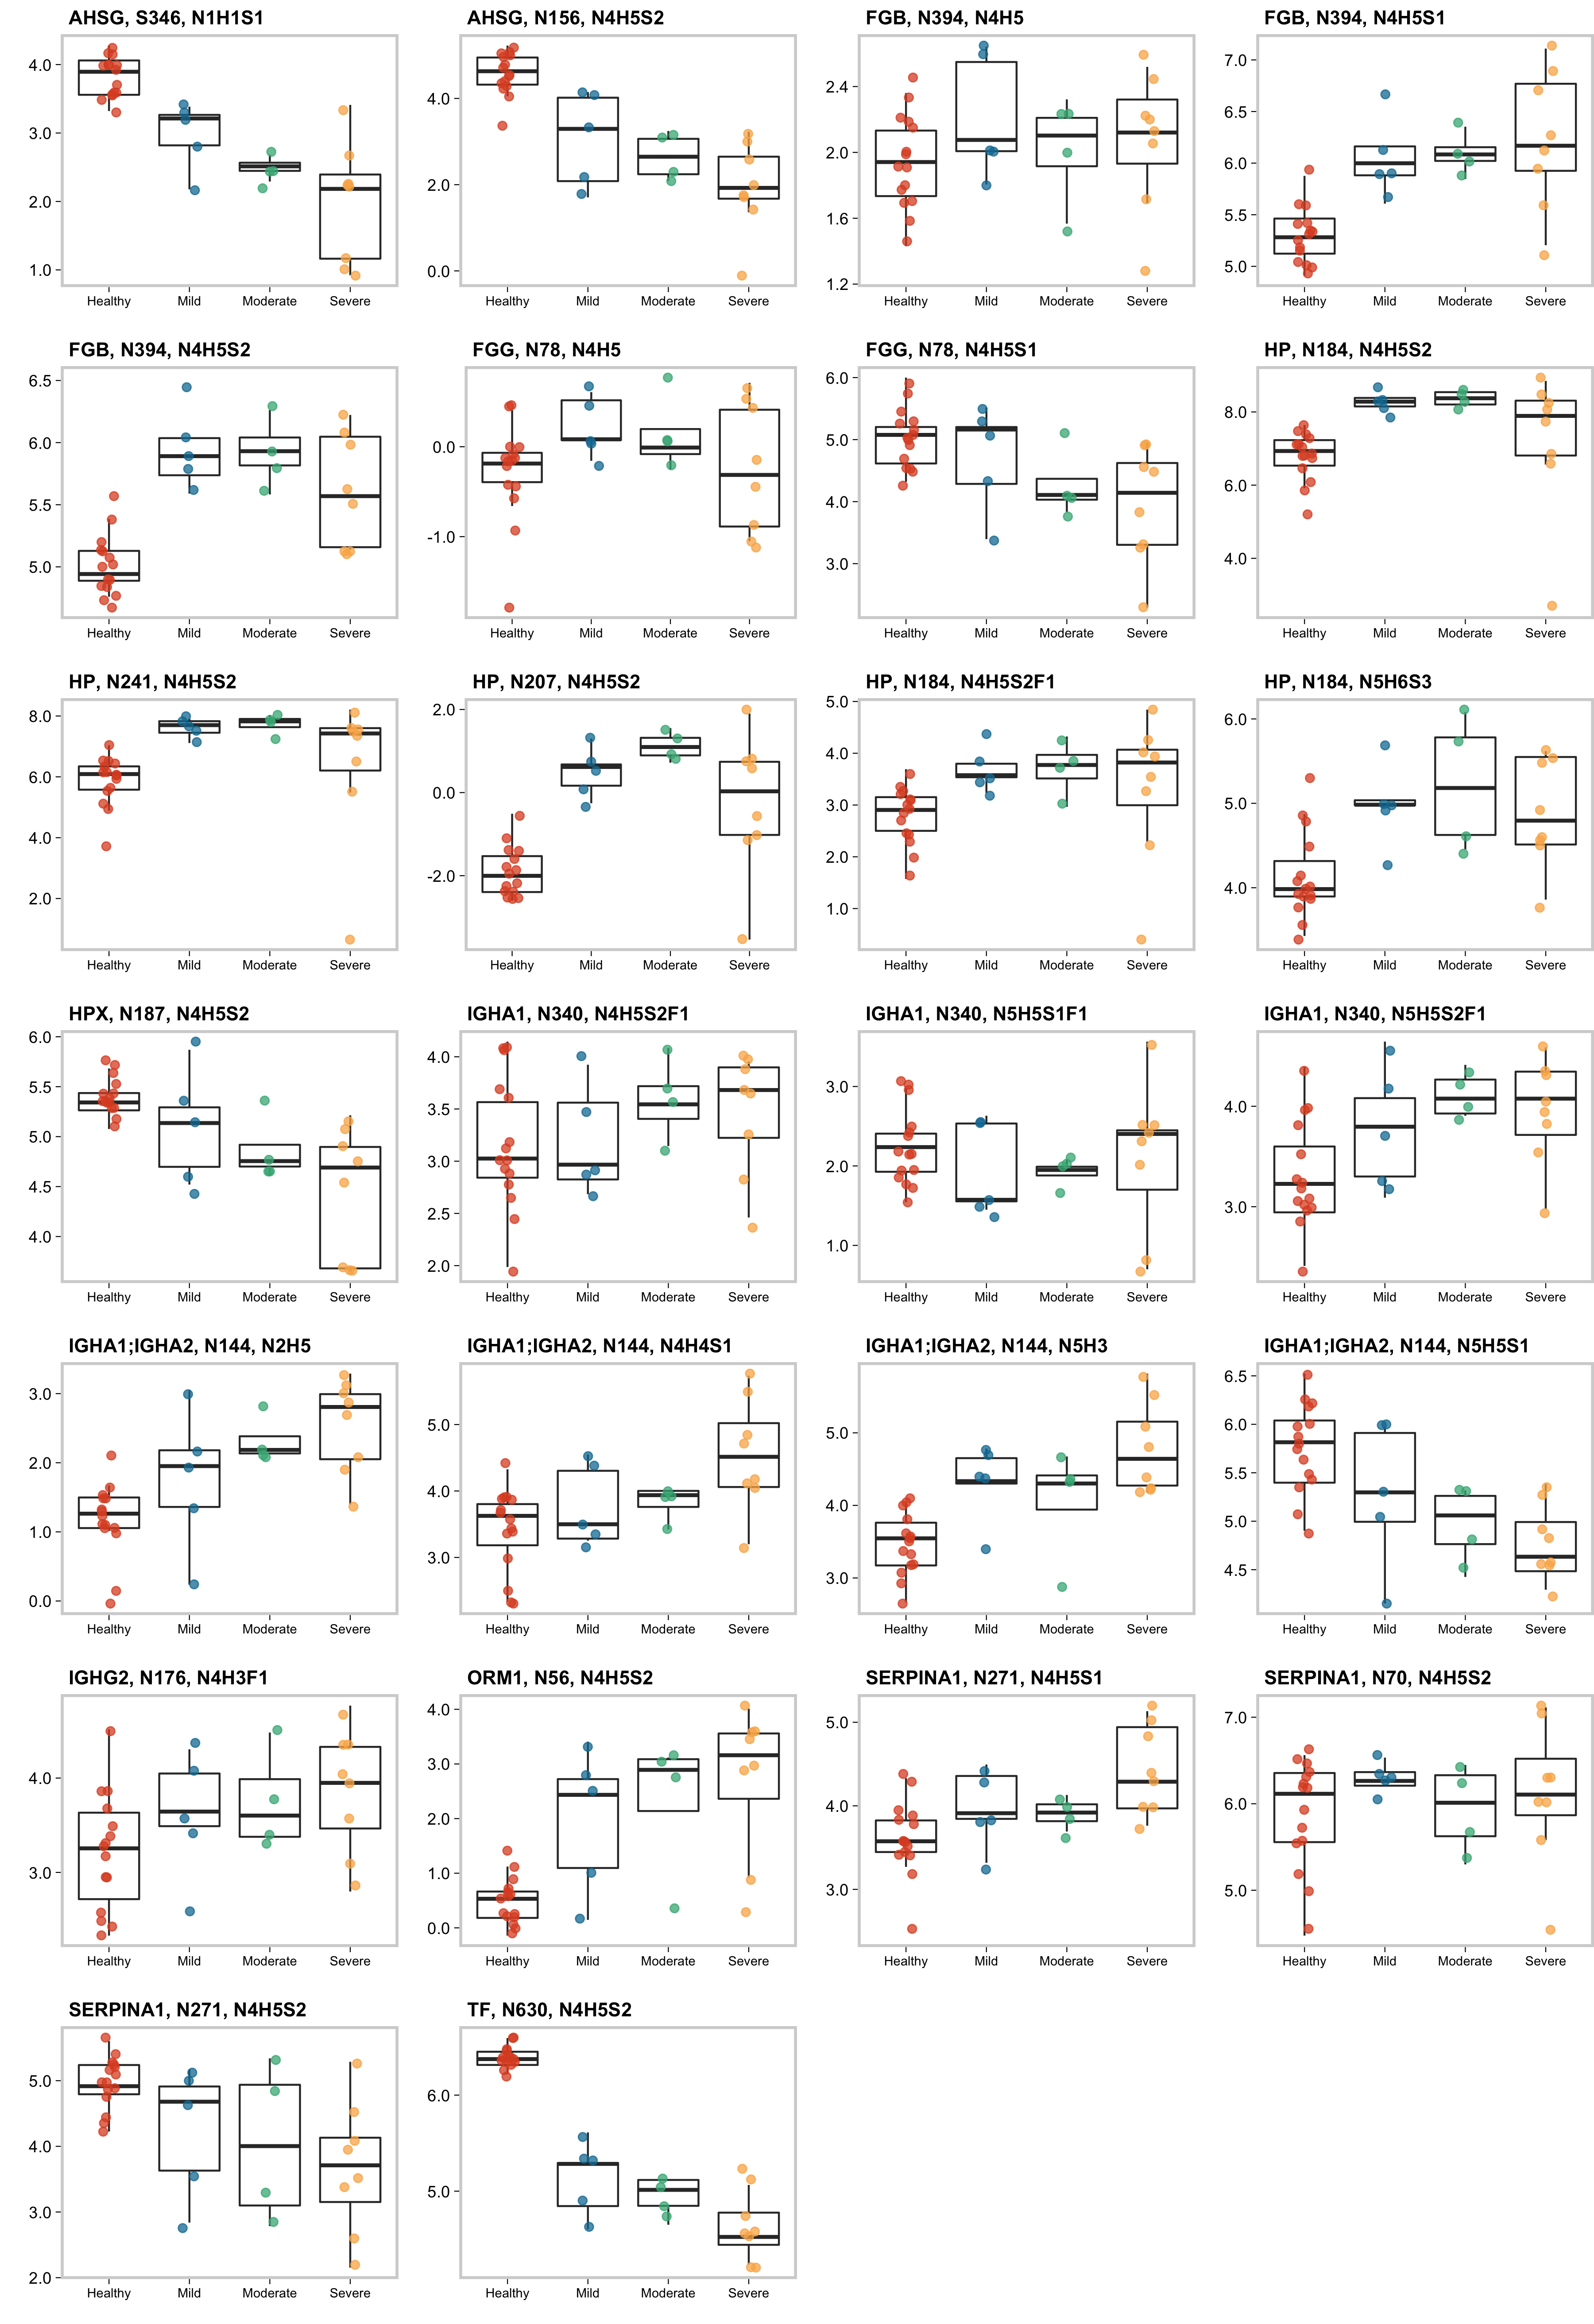 AHSG, S346, N1H1S1
4.0
3.0
2.0
1.0
Healthy Mild Moderate Severe
AHSG, N156, N4H5S2
4.0
2.0
0.0
Healthy Mild Moderate Severe
FGB, N394, N4H5
2.4
2.0
1.6
1.2
Healthy Mild Moderate Severe
FGB, N394, N4H5S1
7.0
6.5
6.0
5.5
5.0
Healthy Mild Moderate Severe
FGB, N394, N4H5S2
6.5
6.0
5.5
5.0
Healthy Mild Moderate Severe
FGG, N78, N4H5
0.0
-1.0
Healthy Mild Moderate Severe
FGG, N78, N4H5S1
6.0
5.0
4.0
3.0
Healthy Mild Moderate Severe
HP, N184, N4H5S2
8.0
6.0
4.0
Healthy Mild Moderate Severe
HP, N241, N4H5S2
8.0
6.0
4.0
2.0
Healthy Mild Moderate Severe
HP, N207, N4H5S2
2.0
0.0
-2.0
Healthy Mild Moderate Severe
HP, N184, N4H5S2F1
5.0
4.0
3.0
2.0
1.0
Healthy Mild Moderate Severe
HP, N184, N5H6S3
6.0
5.0
4.0
Healthy Mild Moderate Severe
HPX, N187, N4H5S2
6.0
5.5
5.0
4.5
4.0
Healthy Mild Moderate Severe
IGHA1, N340, N4H5S2F1
4.0
3.5
3.0
2.5
2.0
Healthy Mild Moderate Severe
IGHA1, N340, N5H5S1F1
3.0
2.0
1.0
Healthy Mild Moderate Severe
IGHA1, N340, N5H5S2F1
4.0
3.0
Healthy Mild Moderate Severe
IGHA1;IGHA2, N144, N2H5
3.0
2.0
1.0
0.0
Healthy Mild Moderate Severe
IGHA1;IGHA2, N144, N4H4S1
5.0
4.0
3.0
Healthy Mild Moderate Severe
IGHA1;IGHA2, N144, N5H3
5.0
4.0
3.0
Healthy Mild Moderate Severe
IGHA1;IGHA2, N144, N5H5S1
6.5
6.0
5.5
5.0
4.5
Healthy Mild Moderate Severe
IGHG2, N176, N4H3F1
4.0
3.0
Healthy Mild Moderate Severe
ORM1, N56, N4H5S2
4.0
3.0
2.0
1.0
0.0
Healthy Mild Moderate Severe
SERPINA1, N271, N4H5S1
5.0
4.0
3.0
Healthy Mild Moderate Severe
SERPINA1, N70, N4H5S2
7.0
6.0
5.0
Healthy Mild Moderate Severe
SERPINA1, N271, N4H5S2
5.0
4.0
3.0
2.0
Healthy Mild Moderate Severe
TF, N630, N4H5S2
6.0
5.0
Healthy Mild Moderate Severe